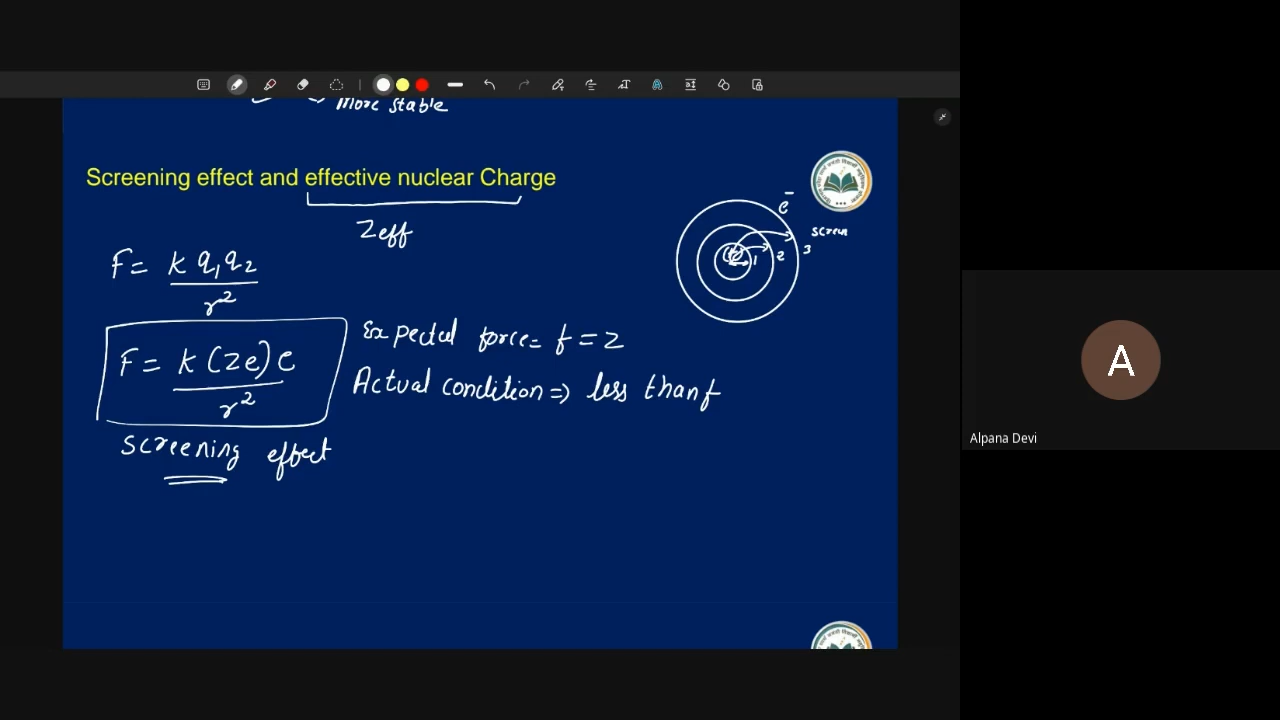 More stable
Screening effect and effective nuclear Charge
Zeff
e⁻
screen
1 2 3
F = k q₁q₂ / r²
F = k (Ze) e / r²
Expected force = f = z
Actual condition ⇒ less than f
Screening effect
A
Alpana Devi